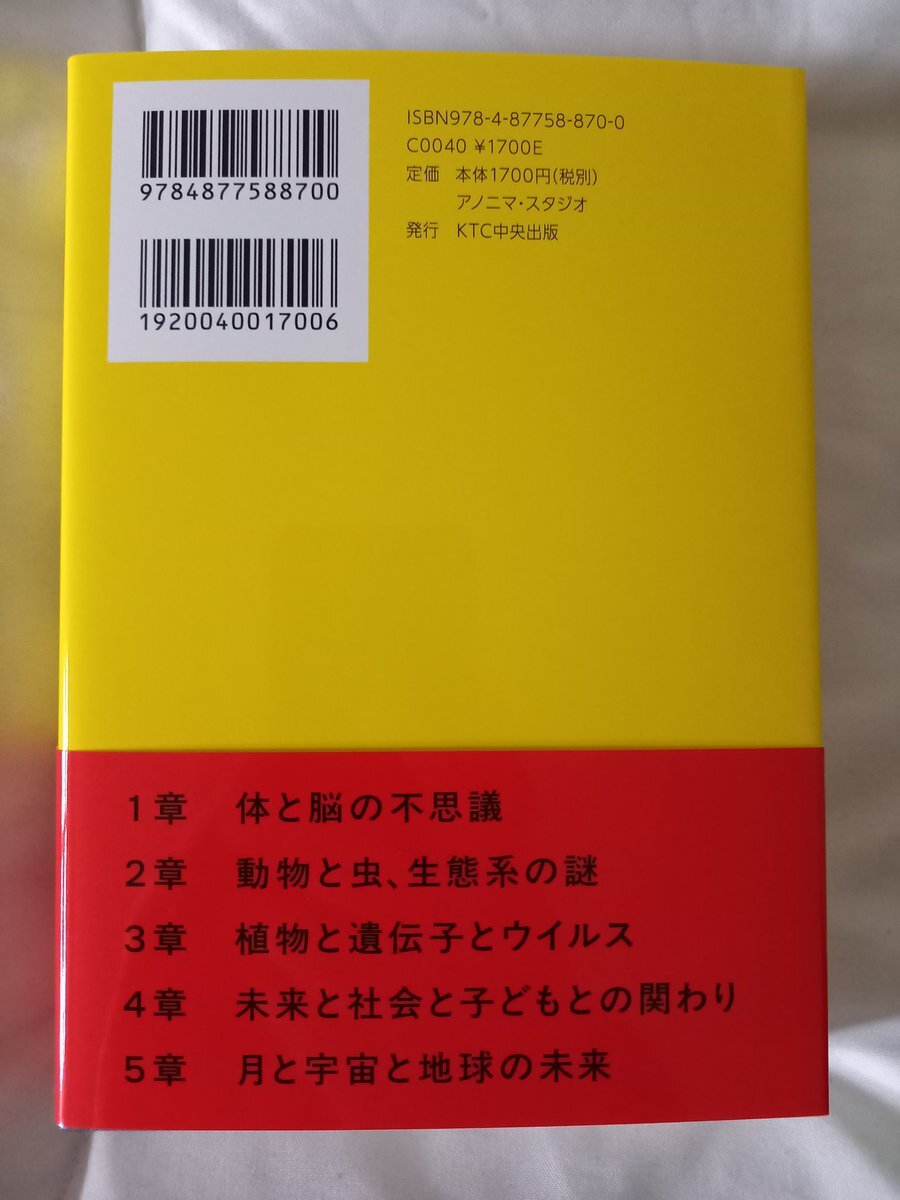 9784877588700
1920040017006
ISBN978-4-87758-870-0
C0040 ¥1700E
定価 本体1700円(税別)
アノニマ・スタジオ
発行 KTC中央出版
1章 体と脳の不思議
2章 動物と虫、生態系の謎
3章 植物と遺伝子とウイルス
4章 未来と社会と子どもとの関わり
5章 月と宇宙と地球の未来